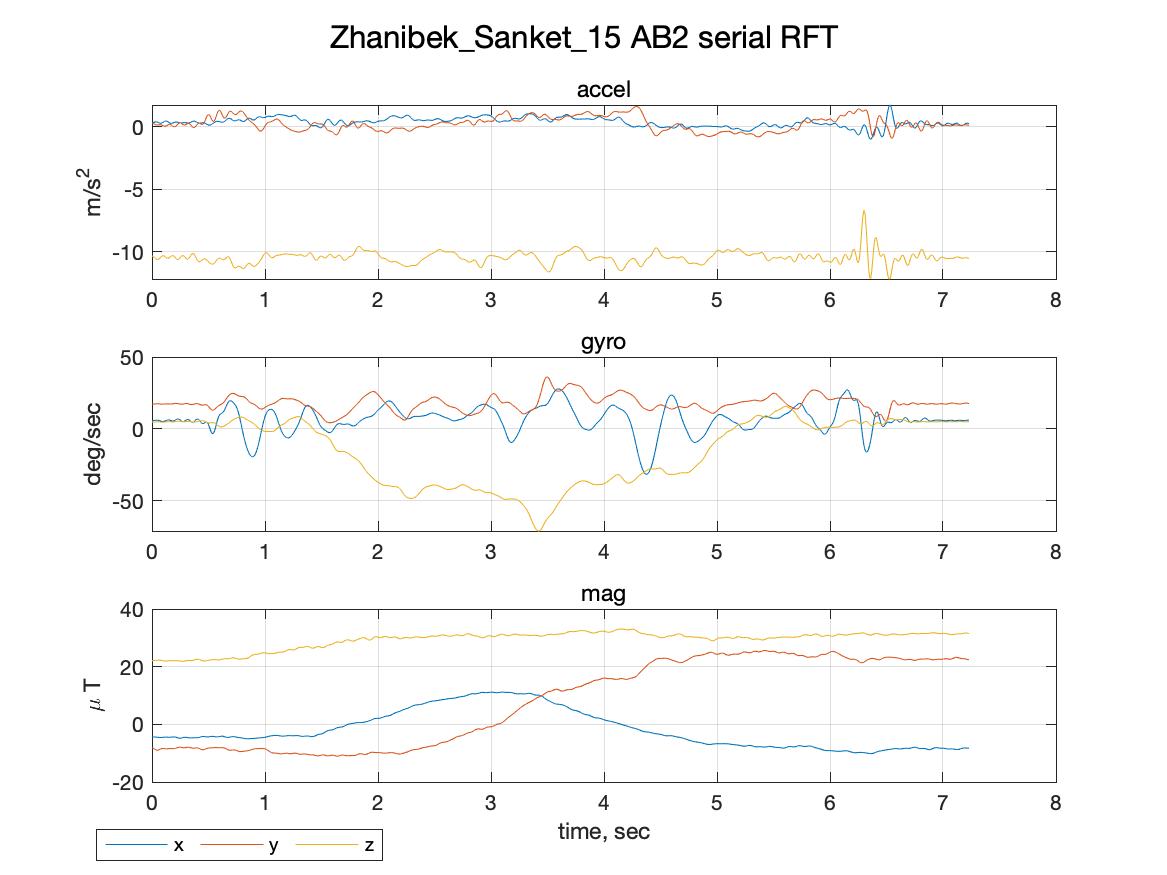 Zhanibek_Sanket_15 AB2 serial RFT
accel
m/s2
0
-5
-10
0 1 2 3 4 5 6 7 8
gyro
deg/sec
50
0
-50
0 1 2 3 4 5 6 7 8
mag
μ T
40
20
0
-20
0 1 2 3 4 5 6 7 8
time, sec
x y z